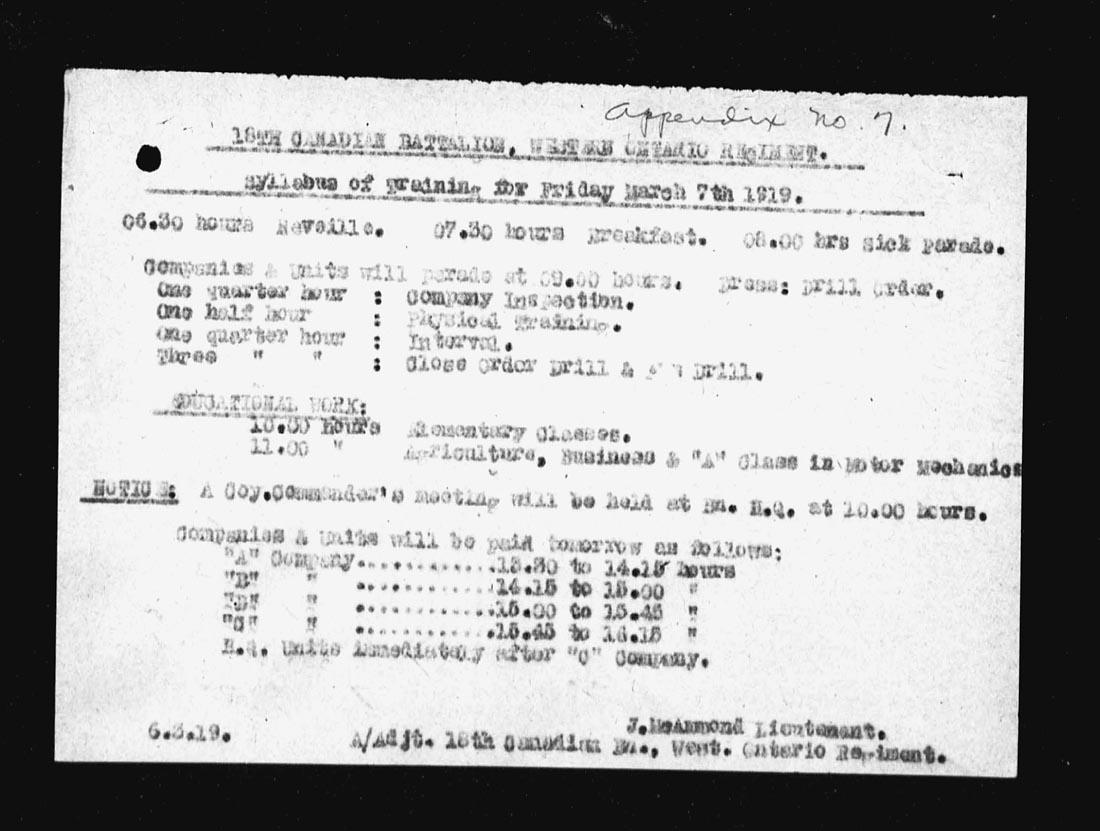 Appendix No. 7.
18TH CANADIAN BATTALION, WESTERN ONTARIO REGIMENT.
Syllabus of Training for Friday March 7th 1919.
06.30 hours Reveille. 07.30 hours Breakfast. 08.00 hrs Sick Parade.
Companies & Units will parade at 09.00 hours. Dress: Drill Order.
One quarter hour : Company Inspection.
One half hour : Physical Training.
One quarter hour : Interval.
Three " " : Close Order Drill & Drill.
EDUCATIONAL WORK:
10.00 hours Elementary Classes.
11.00 " Agriculture, Business & "A" Class in Motor Mechanics
NOTICE: A Coy.Commander's meeting will be held at Bn. H.Q. at 10.00 hours.
Companies & Units will be paid tomorrow as follows:
"A" Company............13.30 to 14.15 hours
"B" " ............14.15 to 15.00 "
"D" " ............15.00 to 15.45 "
"C" " ............15.45 to 16.15 "
H.Q. Units immediately after "C" Company.
J.McAmmond Lieutenant.
6.3.19. A/Adjt. 18th Canadian Bn., West. Ontario Regiment.